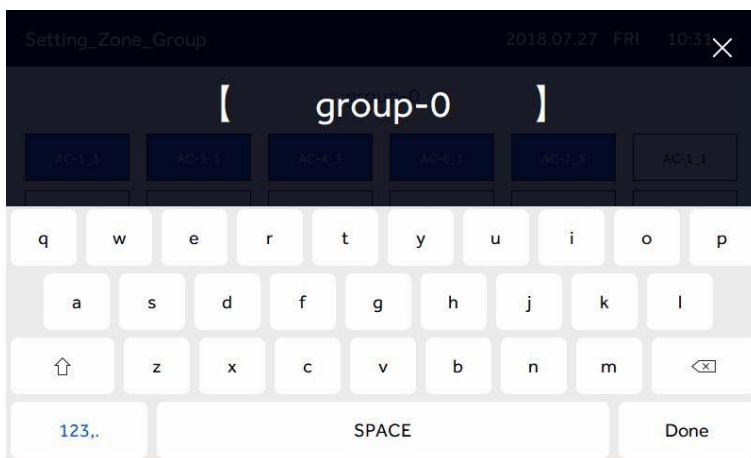 Setting_Zone_Group 2018.07.27 FRI 10:31
【 group-0 】
AC-1_3 AC-3_1 AC-4_3 AC-6_1 AC-7_3 AC-1_1
q w e r t y u i o p
a s d f g h j k l
z x c v b n m
123,. SPACE Done